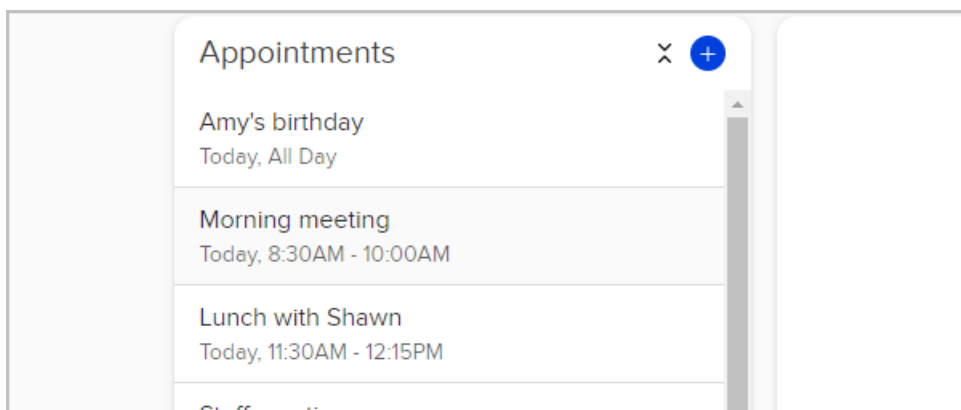 Appointments
Amy's birthday
Today, All Day
Morning meeting
Today, 8:30AM - 10:00AM
Lunch with Shawn
Today, 11:30AM - 12:15PM